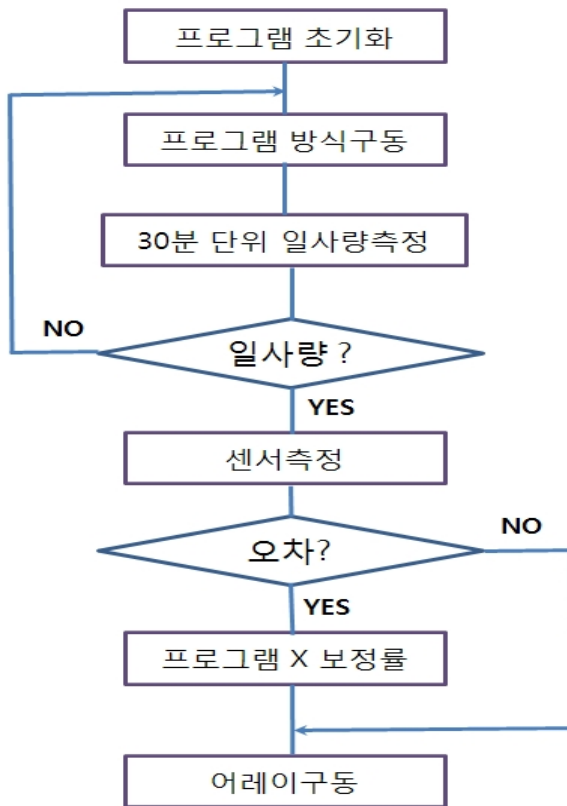 프로그램 초기화
프로그램 방식구동
30분 단위 일사량측정
NO
일사량 ?
YES
센서측정
오차?
NO
YES
프로그램 X 보정률
어레이구동